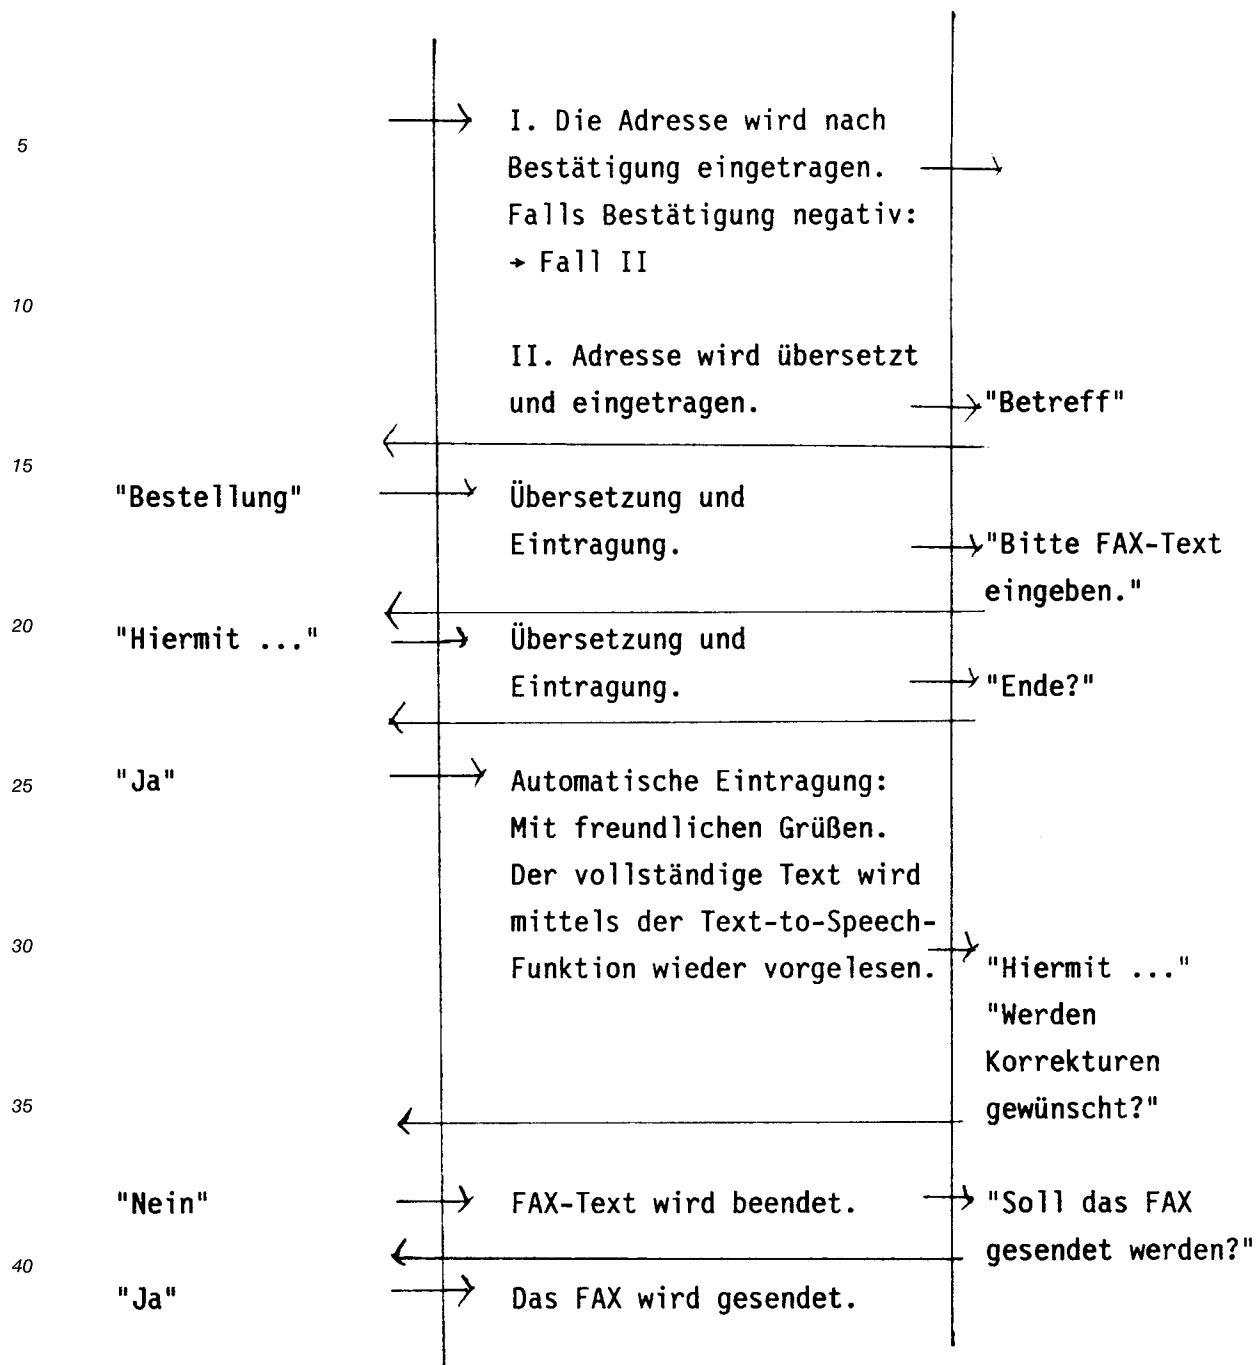 I. Die Adresse wird nach
5
Bestätigung eingetragen.
Falls Bestätigung negativ:
→ Fall II
10
II. Adresse wird übersetzt
und eingetragen. "Betreff"
15
"Bestellung" Übersetzung und
Eintragung. "Bitte FAX-Text
eingeben."
20
"Hiermit ..." Übersetzung und
Eintragung. "Ende?"
25 "Ja" Automatische Eintragung:
Mit freundlichen Grüßen.
Der vollständige Text wird
mittels der Text-to-Speech-
30
Funktion wieder vorgelesen. "Hiermit ..."
"Werden
Korrekturen
35 gewünscht?"
"Nein" FAX-Text wird beendet. "Soll das FAX
gesendet werden?"
40
"Ja" Das FAX wird gesendet.